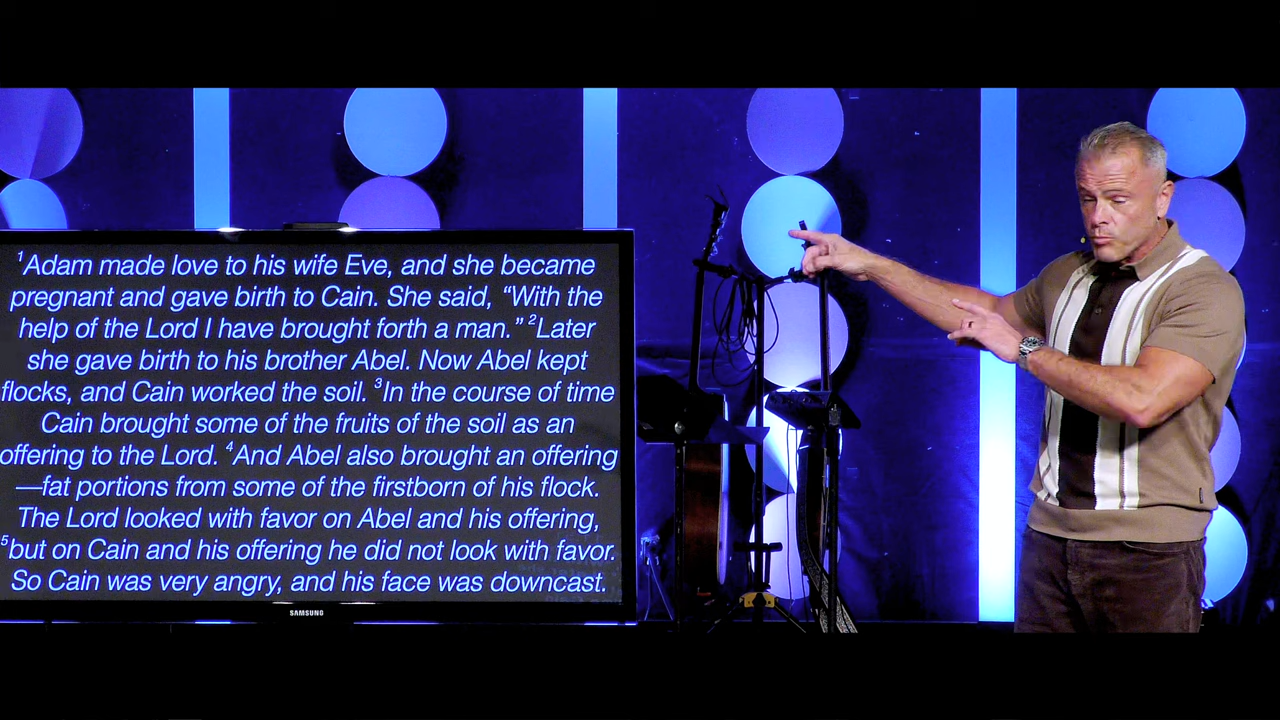 ¹Adam made love to his wife Eve, and she became
pregnant and gave birth to Cain. She said, “With the
help of the Lord I have brought forth a man.” ²Later
she gave birth to his brother Abel. Now Abel kept
flocks, and Cain worked the soil. ³In the course of time
Cain brought some of the fruits of the soil as an
offering to the Lord. ⁴And Abel also brought an offering
—fat portions from some of the firstborn of his flock.
The Lord looked with favor on Abel and his offering,
⁵but on Cain and his offering he did not look with favor.
So Cain was very angry, and his face was downcast.
SAMSUNG